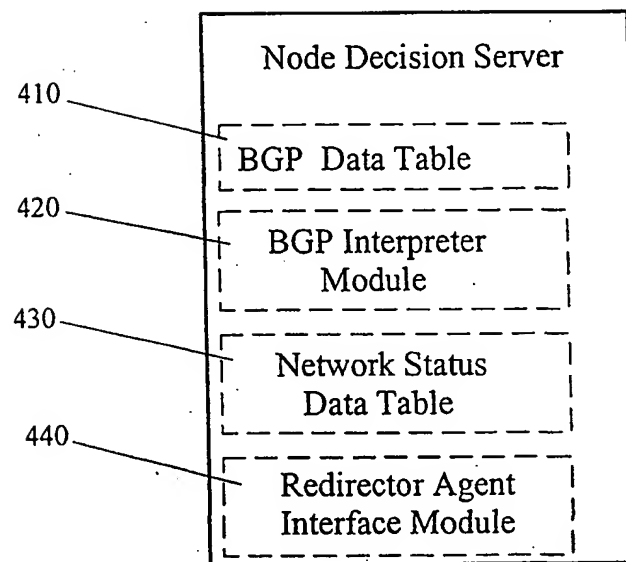 Node Decision Server
410
BGP Data Table
420
BGP Interpreter
Module
430
Network Status
Data Table
440
Redirector Agent
Interface Module